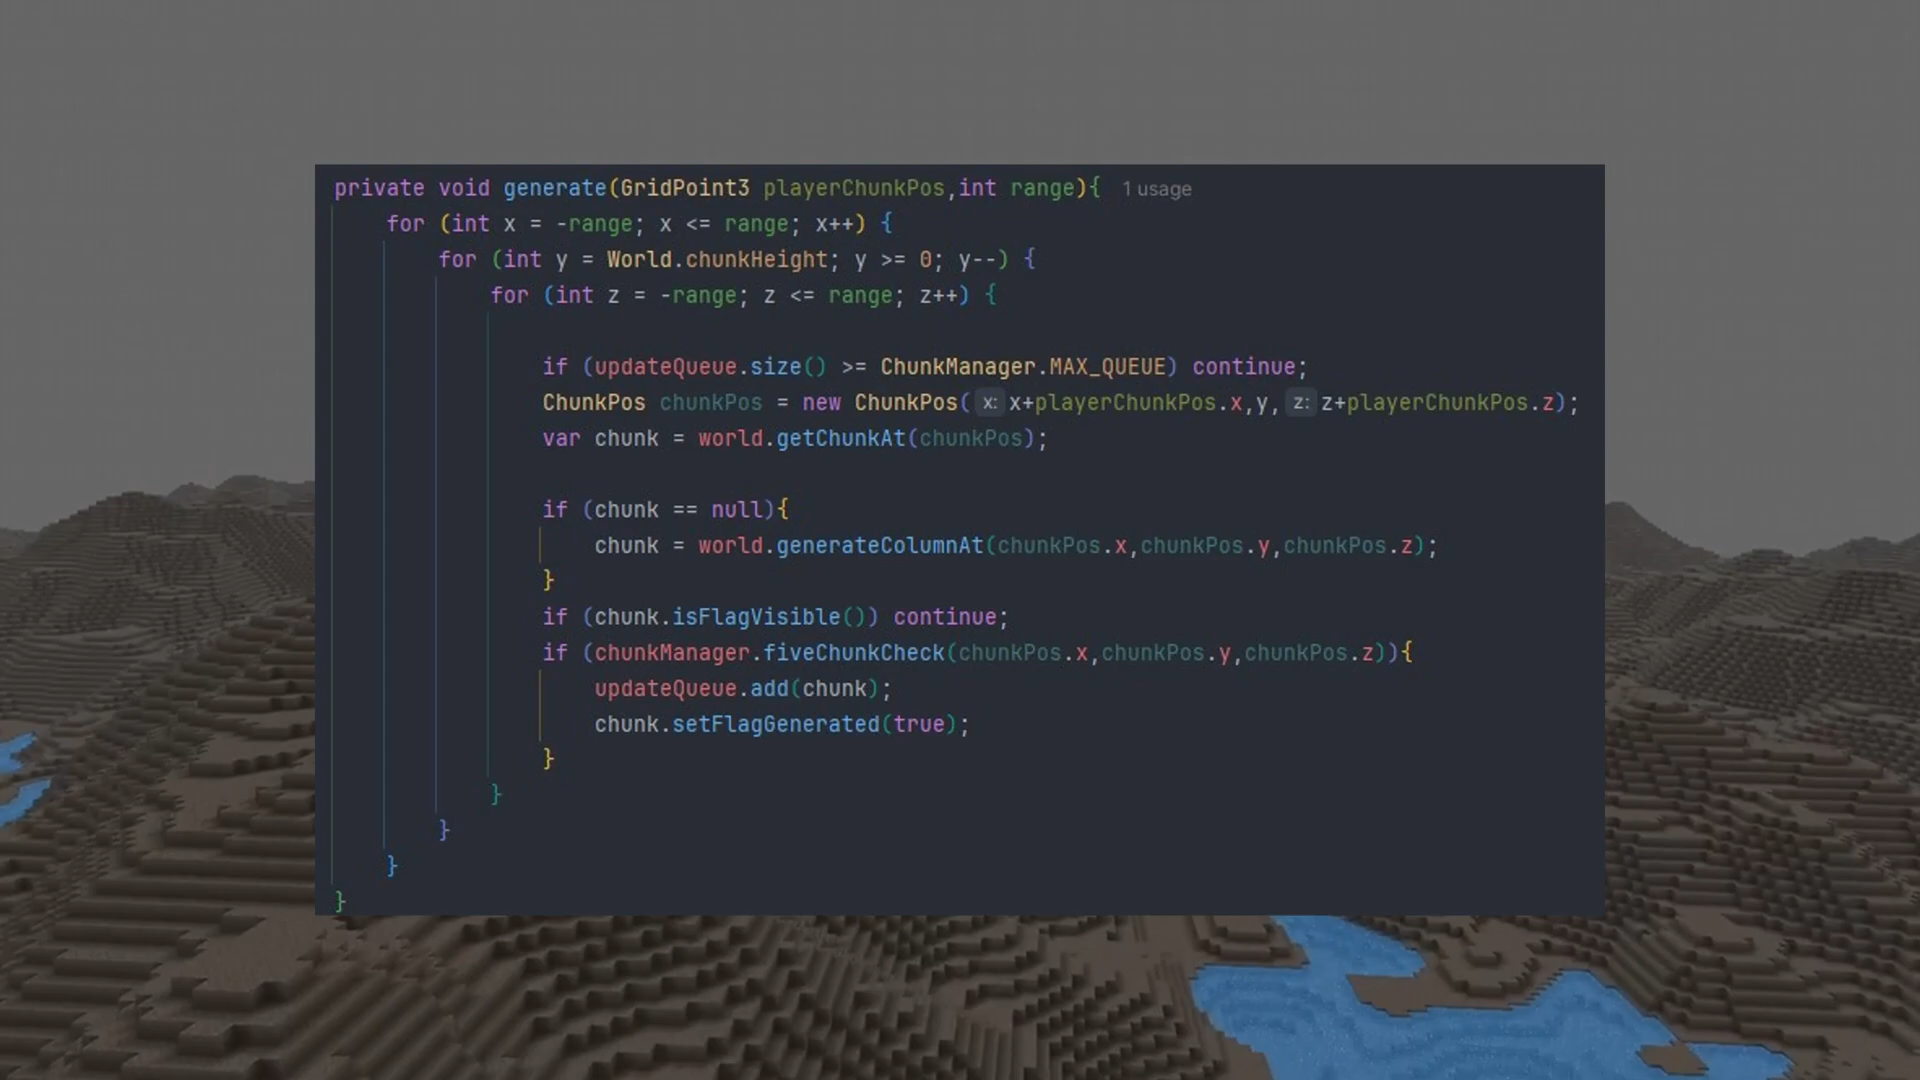 private void generate(GridPoint3 playerChunkPos,int range){ 1 usage
for (int x = -range; x <= range; x++) {
for (int y = World.chunkHeight; y >= 0; y--) {
for (int z = -range; z <= range; z++) {
if (updateQueue.size() >= ChunkManager.MAX_QUEUE) continue;
ChunkPos chunkPos = new ChunkPos( x: x+playerChunkPos.x,y, z: z+playerChunkPos.z);
var chunk = world.getChunkAt(chunkPos);
if (chunk == null){
chunk = world.generateColumnAt(chunkPos.x,chunkPos.y,chunkPos.z);
}
if (chunk.isFlagVisible()) continue;
if (chunkManager.fiveChunkCheck(chunkPos.x,chunkPos.y,chunkPos.z)){
updateQueue.add(chunk);
chunk.setFlagGenerated(true);
}
}
}
}
}